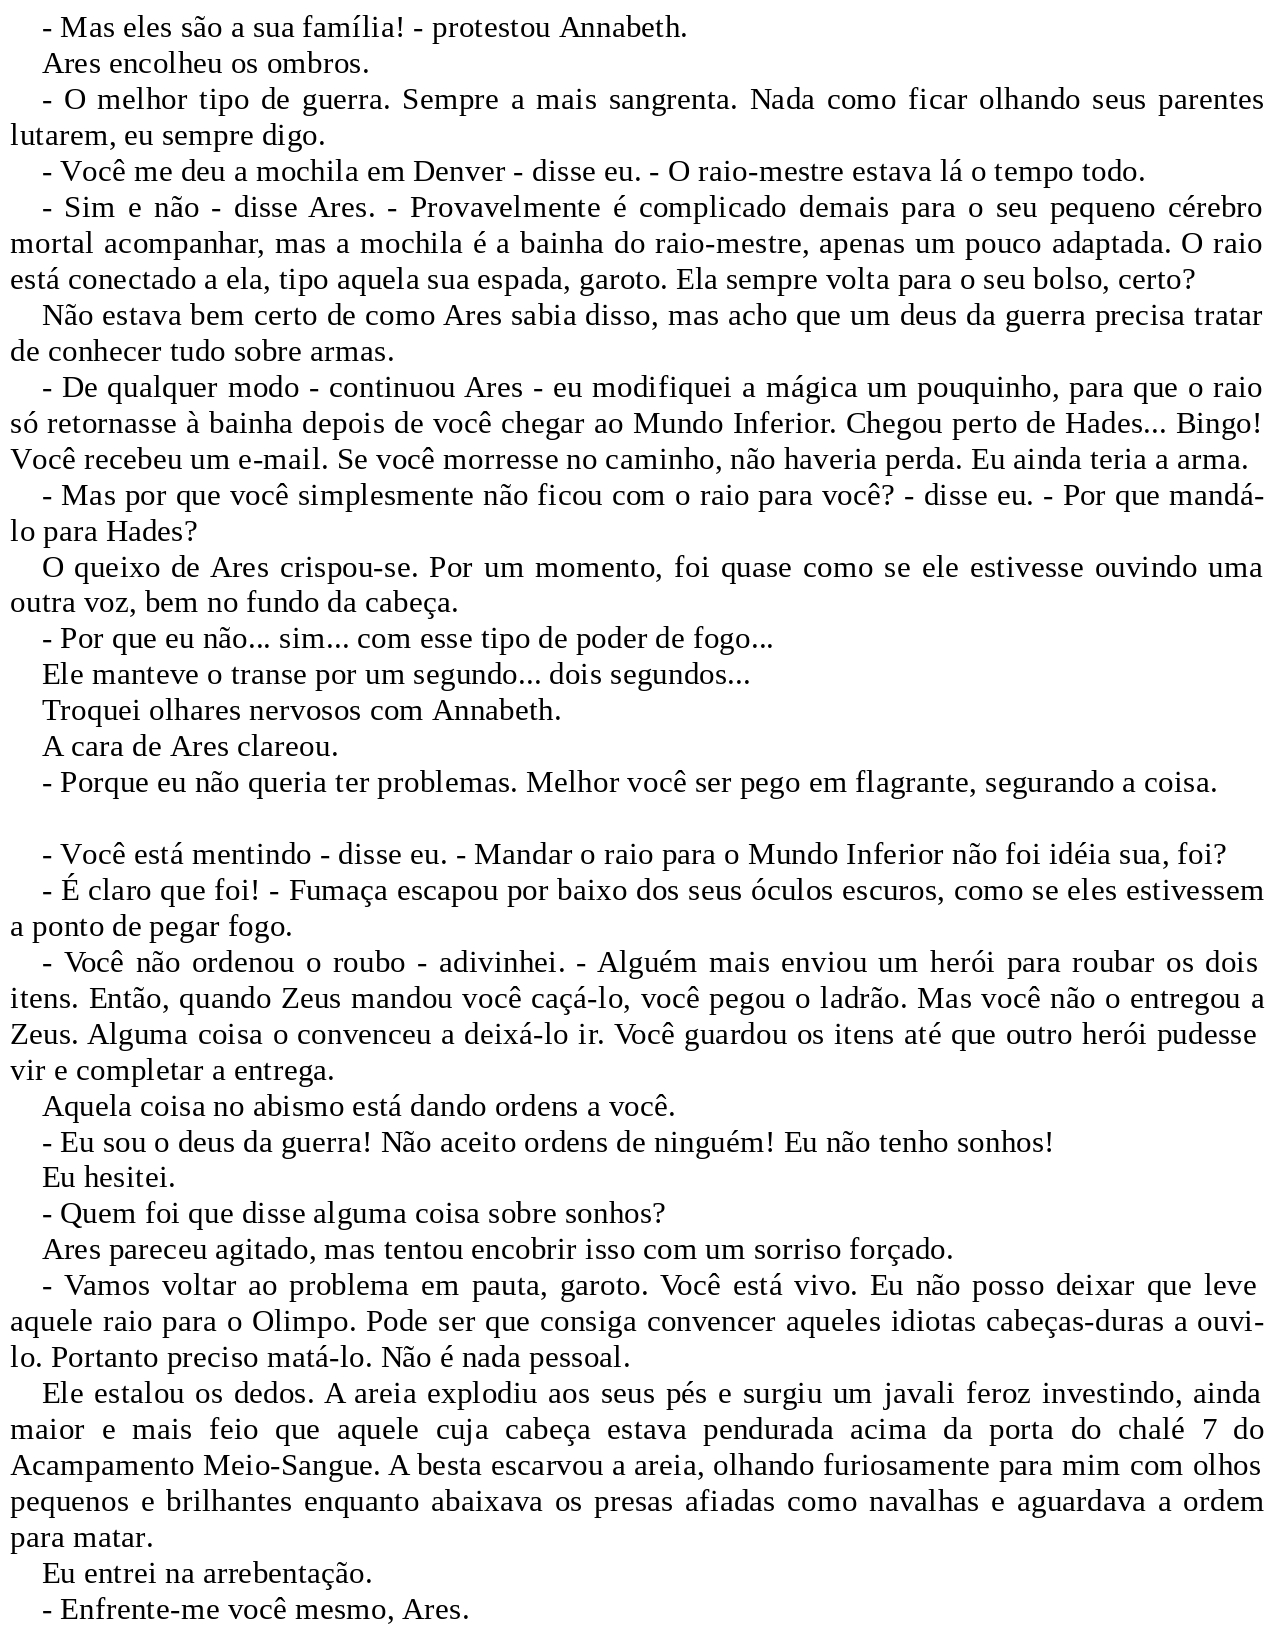 - Mas eles são a sua família! - protestou Annabeth.
Ares encolheu os ombros.
- O melhor tipo de guerra. Sempre a mais sangrenta. Nada como ficar olhando seus parentes
lutarem, eu sempre digo.
- Você me deu a mochila em Denver - disse eu. - O raio-mestre estava lá o tempo todo.
- Sim e não - disse Ares. - Provavelmente é complicado demais para o seu pequeno cérebro
mortal acompanhar, mas a mochila é a bainha do raio-mestre, apenas um pouco adaptada. O raio
está conectado a ela, tipo aquela sua espada, garoto. Ela sempre volta para o seu bolso, certo?
Não estava bem certo de como Ares sabia disso, mas acho que um deus da guerra precisa tratar
de conhecer tudo sobre armas.
- De qualquer modo - continuou Ares - eu modifiquei a mágica um pouquinho, para que o raio
só retornasse à bainha depois de você chegar ao Mundo Inferior. Chegou perto de Hades... Bingo!
Você recebeu um e-mail. Se você morresse no caminho, não haveria perda. Eu ainda teria a arma.
- Mas por que você simplesmente não ficou com o raio para você? - disse eu. - Por que mandá-
lo para Hades?
O queixo de Ares crispou-se. Por um momento, foi quase como se ele estivesse ouvindo uma
outra voz, bem no fundo da cabeça.
- Por que eu não... sim... com esse tipo de poder de fogo...
Ele manteve o transe por um segundo... dois segundos...
Troquei olhares nervosos com Annabeth.
A cara de Ares clareou.
- Porque eu não queria ter problemas. Melhor você ser pego em flagrante, segurando a coisa.
- Você está mentindo - disse eu. - Mandar o raio para o Mundo Inferior não foi idéia sua, foi?
- É claro que foi! - Fumaça escapou por baixo dos seus óculos escuros, como se eles estivessem
a ponto de pegar fogo.
- Você não ordenou o roubo - adivinhei. - Alguém mais enviou um herói para roubar os dois
itens. Então, quando Zeus mandou você caçá-lo, você pegou o ladrão. Mas você não o entregou a
Zeus. Alguma coisa o convenceu a deixá-lo ir. Você guardou os itens até que outro herói pudesse
vir e completar a entrega.
Aquela coisa no abismo está dando ordens a você.
- Eu sou o deus da guerra! Não aceito ordens de ninguém! Eu não tenho sonhos!
Eu hesitei.
- Quem foi que disse alguma coisa sobre sonhos?
Ares pareceu agitado, mas tentou encobrir isso com um sorriso forçado.
- Vamos voltar ao problema em pauta, garoto. Você está vivo. Eu não posso deixar que leve
aquele raio para o Olimpo. Pode ser que consiga convencer aqueles idiotas cabeças-duras a ouvi-
lo. Portanto preciso matá-lo. Não é nada pessoal.
Ele estalou os dedos. A areia explodiu aos seus pés e surgiu um javali feroz investindo, ainda
maior e mais feio que aquele cuja cabeça estava pendurada acima da porta do chalé 7 do
Acampamento Meio-Sangue. A besta escarvou a areia, olhando furiosamente para mim com olhos
pequenos e brilhantes enquanto abaixava os presas afiadas como navalhas e aguardava a ordem
para matar.
Eu entrei na arrebentação.
- Enfrente-me você mesmo, Ares.